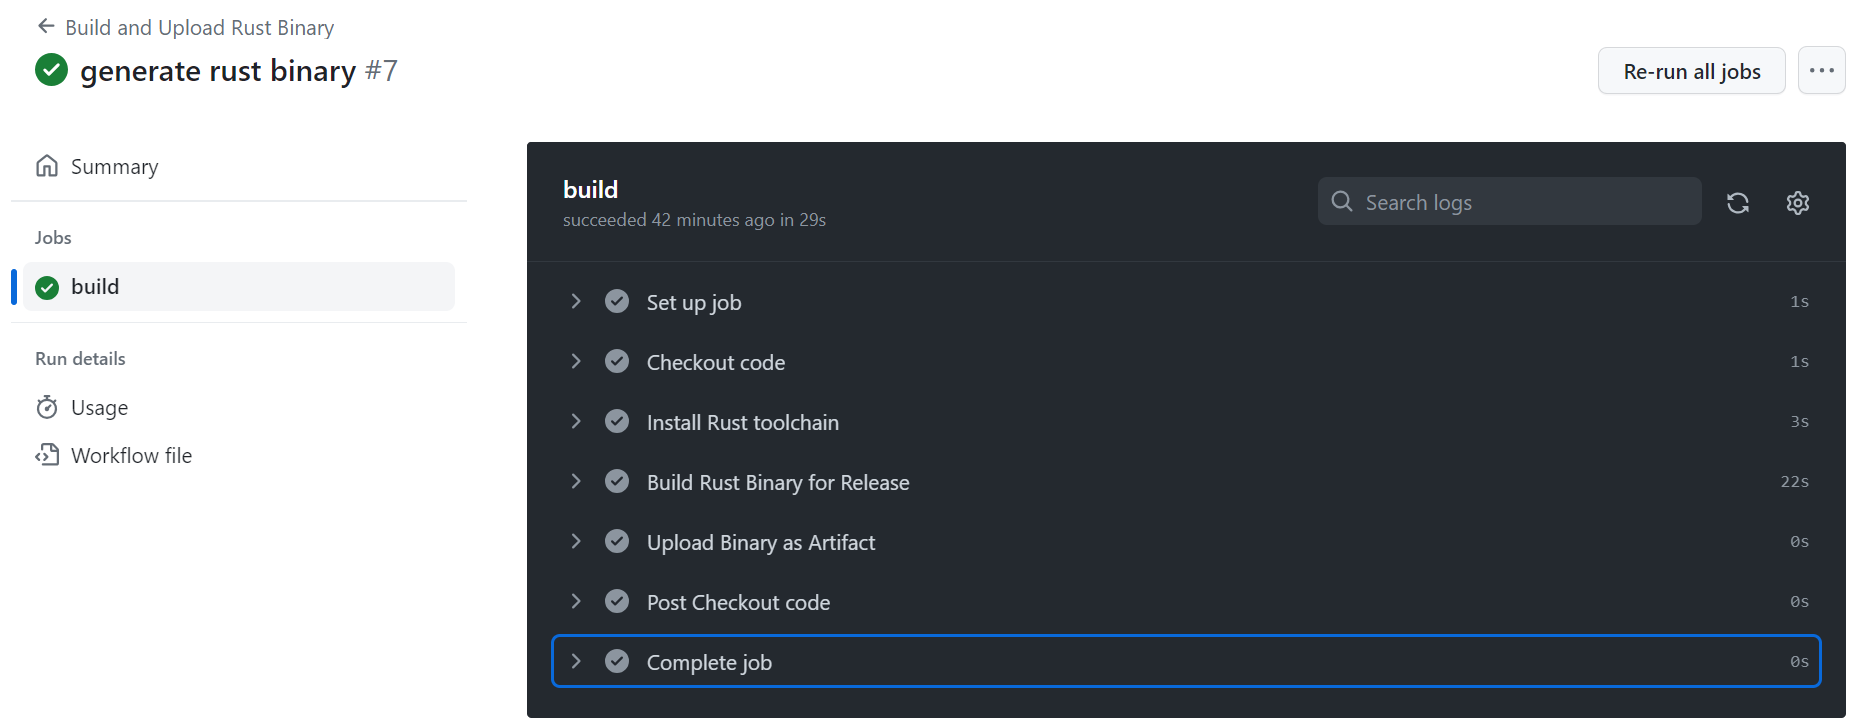 Build and Upload Rust Binary
generate rust binary #7
Re-run all jobs
Summary
Jobs
build
Run details
Usage
Workflow file
build
succeeded 42 minutes ago in 29s
Search logs
Set up job 1s
Checkout code 1s
Install Rust toolchain 3s
Build Rust Binary for Release 22s
Upload Binary as Artifact 0s
Post Checkout code 0s
Complete job 0s